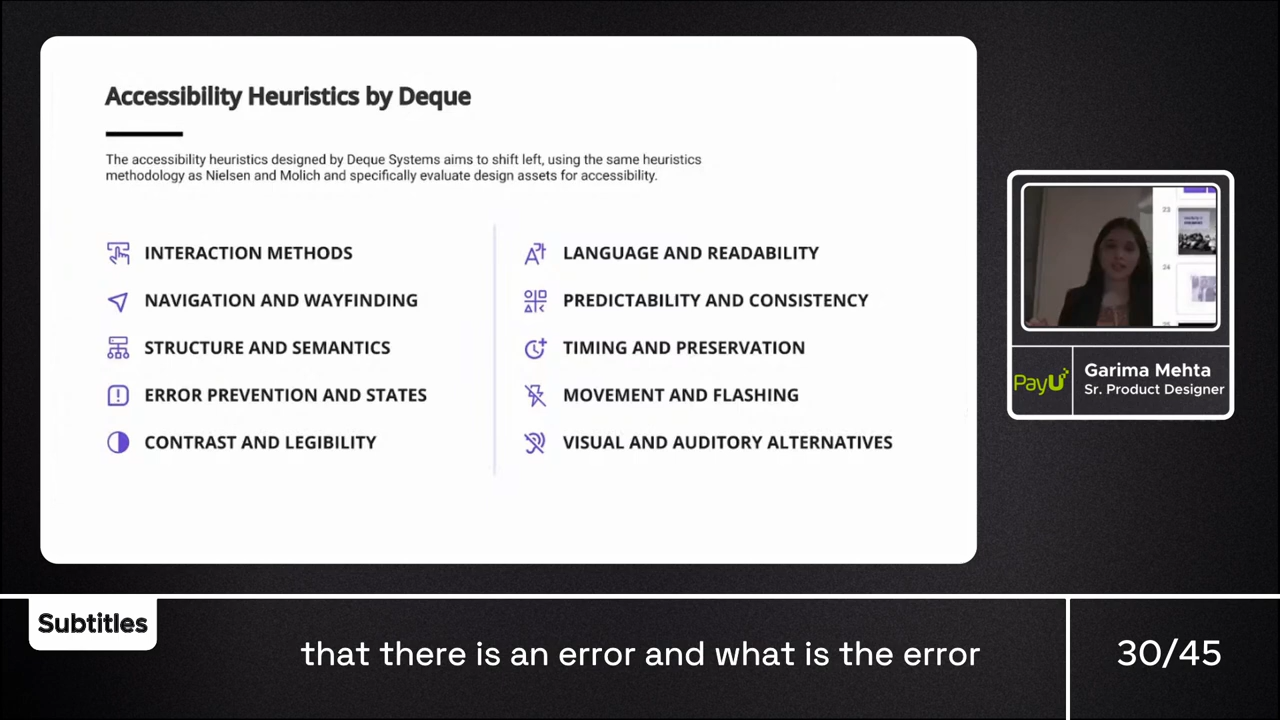 Accessibility Heuristics by Deque
The accessibility heuristics designed by Deque Systems aims to shift left, using the same heuristics
methodology as Nielsen and Molich and specifically evaluate design assets for accessibility.
INTERACTION METHODS
NAVIGATION AND WAYFINDING
STRUCTURE AND SEMANTICS
ERROR PREVENTION AND STATES
CONTRAST AND LEGIBILITY
LANGUAGE AND READABILITY
PREDICTABILITY AND CONSISTENCY
TIMING AND PRESERVATION
MOVEMENT AND FLASHING
VISUAL AND AUDITORY ALTERNATIVES
23
24
PayU
Garima Mehta
Sr. Product Designer
Subtitles
that there is an error and what is the error
30/45